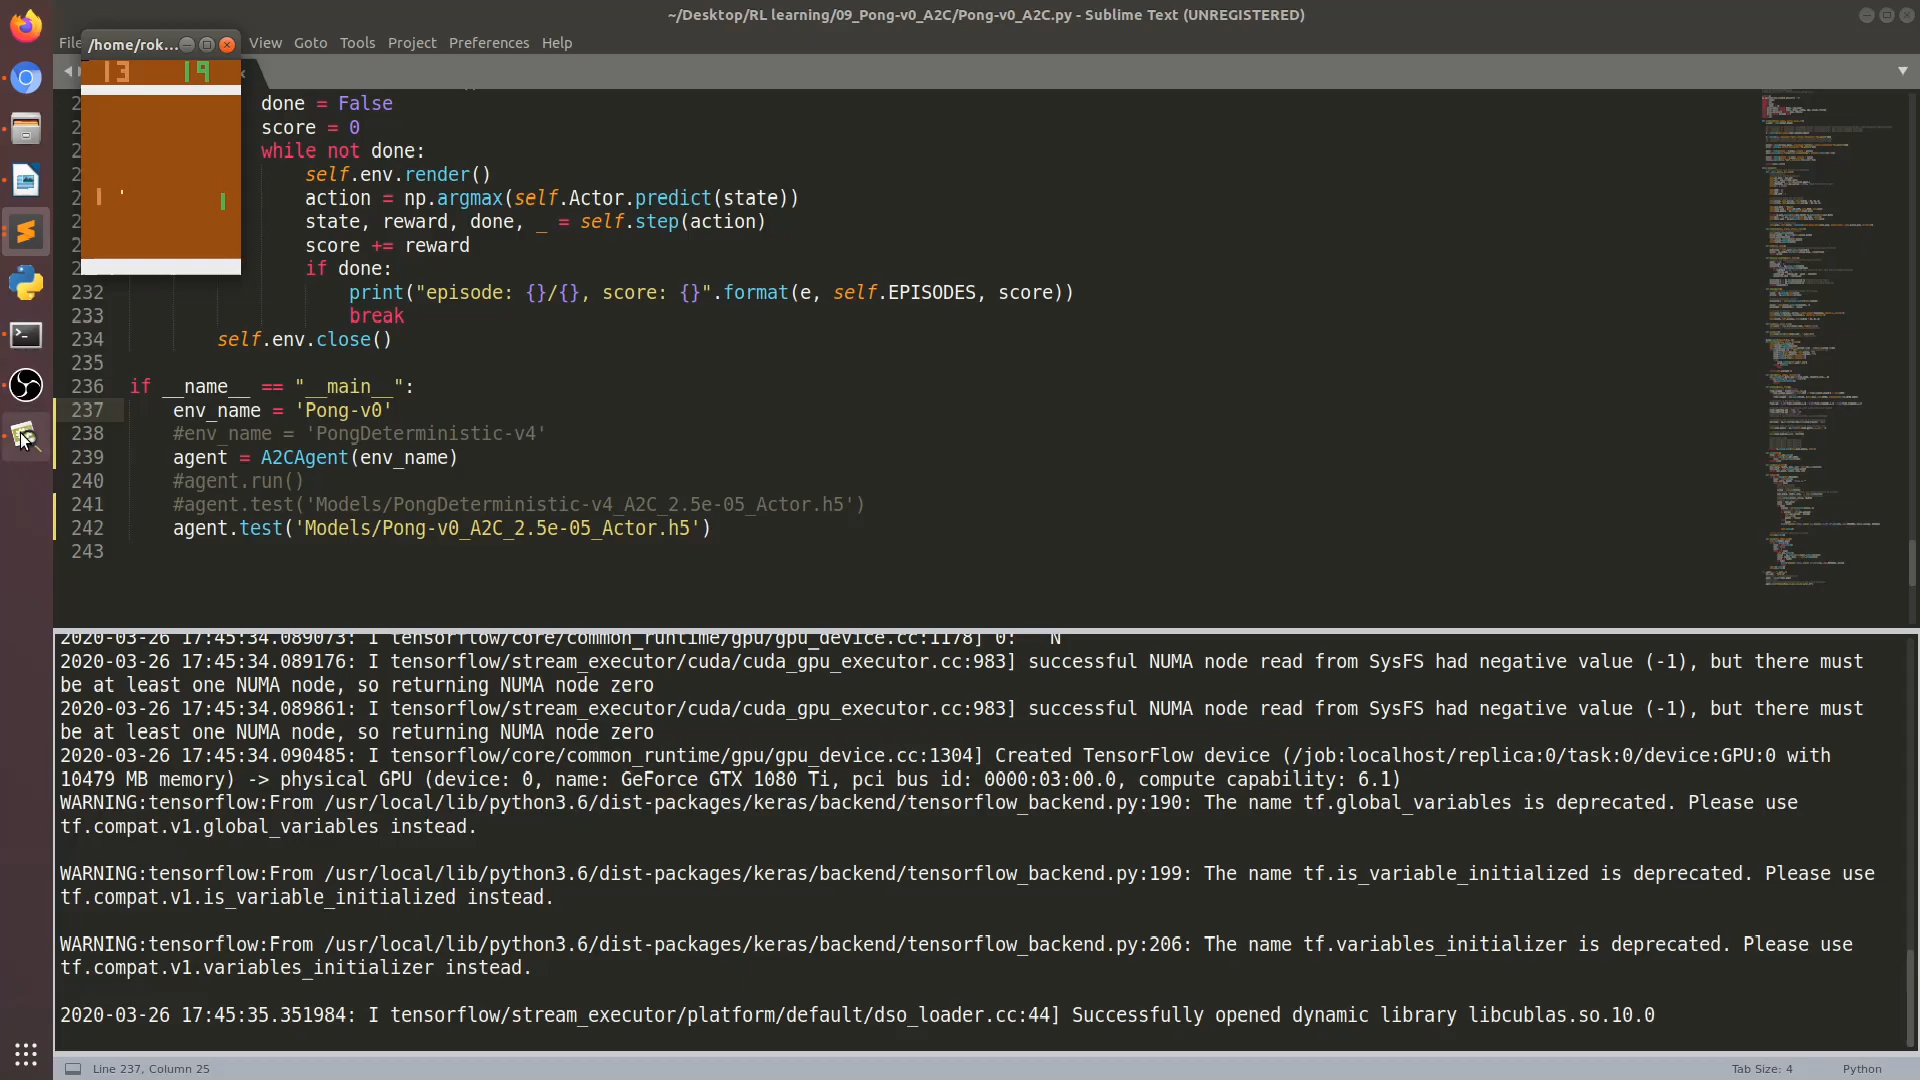 ~/Desktop/RL learning/09_Pong-v0_A2C/Pong-v0_A2C.py - Sublime Text (UNREGISTERED)
File
View Goto Tools Project Preferences Help
/home/rok...
13 19
done = False
score = 0
while not done:
self.env.render()
action = np.argmax(self.Actor.predict(state))
state, reward, done, _ = self.step(action)
score += reward
if done:
232 print("episode: {}/{}, score: {}".format(e, self.EPISODES, score))
233 break
234 self.env.close()
235
236 if __name__ == "__main__":
237 env_name = 'Pong-v0'
238 #env_name = 'PongDeterministic-v4'
239 agent = A2CAgent(env_name)
240 #agent.run()
241 #agent.test('Models/PongDeterministic-v4_A2C_2.5e-05_Actor.h5')
242 agent.test('Models/Pong-v0_A2C_2.5e-05_Actor.h5')
243
2020-03-26 17:45:34.089073: I tensorflow/core/common_runtime/gpu/gpu_device.cc:1178] 0: N
2020-03-26 17:45:34.089176: I tensorflow/stream_executor/cuda/cuda_gpu_executor.cc:983] successful NUMA node read from SysFS had negative value (-1), but there must
be at least one NUMA node, so returning NUMA node zero
2020-03-26 17:45:34.089861: I tensorflow/stream_executor/cuda/cuda_gpu_executor.cc:983] successful NUMA node read from SysFS had negative value (-1), but there must
be at least one NUMA node, so returning NUMA node zero
2020-03-26 17:45:34.090485: I tensorflow/core/common_runtime/gpu/gpu_device.cc:1304] Created TensorFlow device (/job:localhost/replica:0/task:0/device:GPU:0 with
10479 MB memory) -> physical GPU (device: 0, name: GeForce GTX 1080 Ti, pci bus id: 0000:03:00.0, compute capability: 6.1)
WARNING:tensorflow:From /usr/local/lib/python3.6/dist-packages/keras/backend/tensorflow_backend.py:190: The name tf.global_variables is deprecated. Please use
tf.compat.v1.global_variables instead.
WARNING:tensorflow:From /usr/local/lib/python3.6/dist-packages/keras/backend/tensorflow_backend.py:199: The name tf.is_variable_initialized is deprecated. Please use
tf.compat.v1.is_variable_initialized instead.
WARNING:tensorflow:From /usr/local/lib/python3.6/dist-packages/keras/backend/tensorflow_backend.py:206: The name tf.variables_initializer is deprecated. Please use
tf.compat.v1.variables_initializer instead.
2020-03-26 17:45:35.351984: I tensorflow/stream_executor/platform/default/dso_loader.cc:44] Successfully opened dynamic library libcublas.so.10.0
Line 237, Column 25
Tab Size: 4
Python